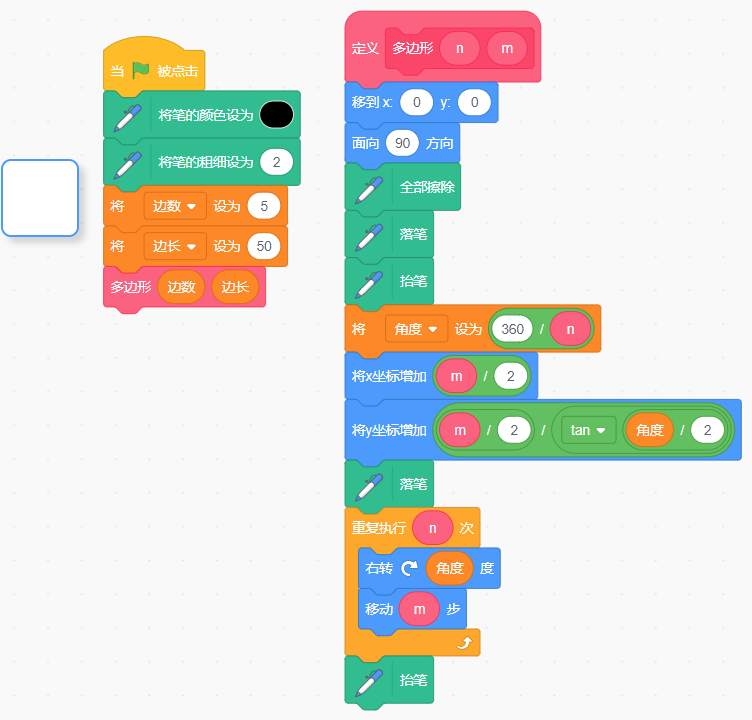 当 被点击
将笔的颜色设为
将笔的粗细设为 2
将 边数 设为 5
将 边长 设为 50
多边形 边数 边长
定义 多边形 n m
移到 x: 0 y: 0
面向 90 方向
全部擦除
落笔
抬笔
将 角度 设为 360 / n
将x坐标增加 m / 2
将y坐标增加 m / 2 / tan 角度 / 2
落笔
重复执行 n 次
右转 角度 度
移动 m 步
抬笔